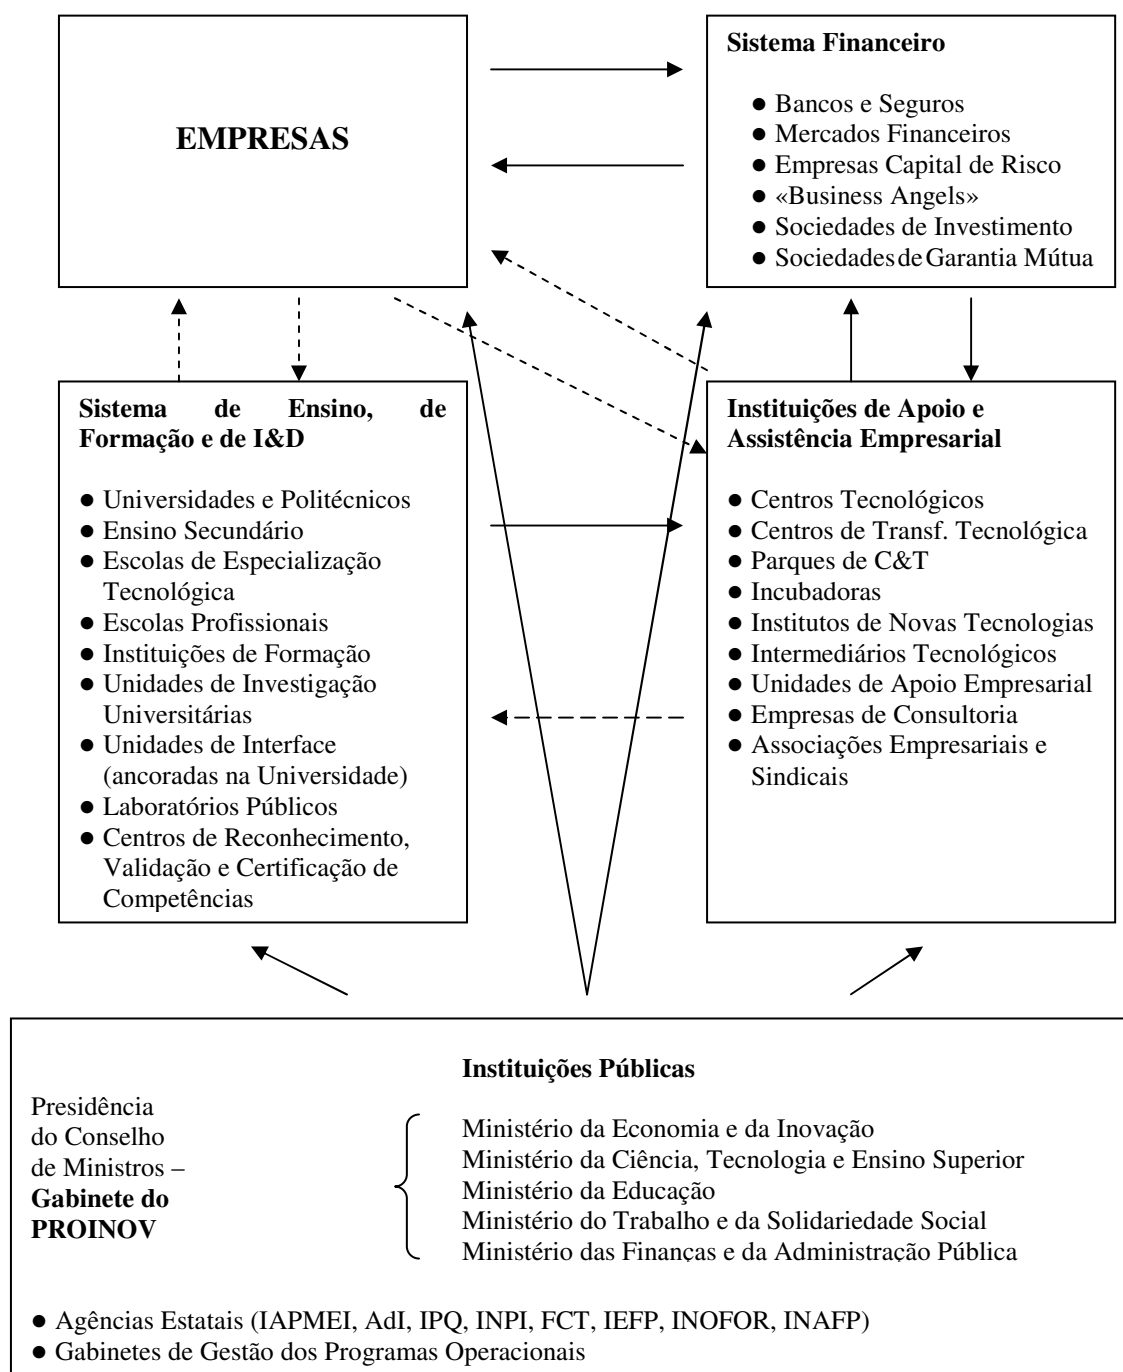 EMPRESAS
Sistema Financeiro
● Bancos e Seguros
● Mercados Financeiros
● Empresas Capital de Risco
● «Business Angels»
● Sociedades de Investimento
● Sociedades de Garantia Mútua
Sistema de Ensino, de
Formação e de I&D
● Universidades e Politécnicos
● Ensino Secundário
● Escolas de Especialização
Tecnológica
● Escolas Profissionais
● Instituições de Formação
● Unidades de Investigação
Universitárias
● Unidades de Interface
(ancoradas na Universidade)
● Laboratórios Públicos
● Centros de Reconhecimento,
Validação e Certificação de
Competências
Instituições de Apoio e
Assistência Empresarial
● Centros Tecnológicos
● Centros de Transf. Tecnológica
● Parques de C&T
● Incubadoras
● Institutos de Novas Tecnologias
● Intermediários Tecnológicos
● Unidades de Apoio Empresarial
● Empresas de Consultoria
● Associações Empresariais e
Sindicais
Instituições Públicas
Presidência
do Conselho
de Ministros –
Gabinete do
PROINOV
Ministério da Economia e da Inovação
Ministério da Ciência, Tecnologia e Ensino Superior
Ministério da Educação
Ministério do Trabalho e da Solidariedade Social
Ministério das Finanças e da Administração Pública
● Agências Estatais (IAPMEI, AdI, IPQ, INPI, FCT, IEFP, INOFOR, INAFP)
● Gabinetes de Gestão dos Programas Operacionais